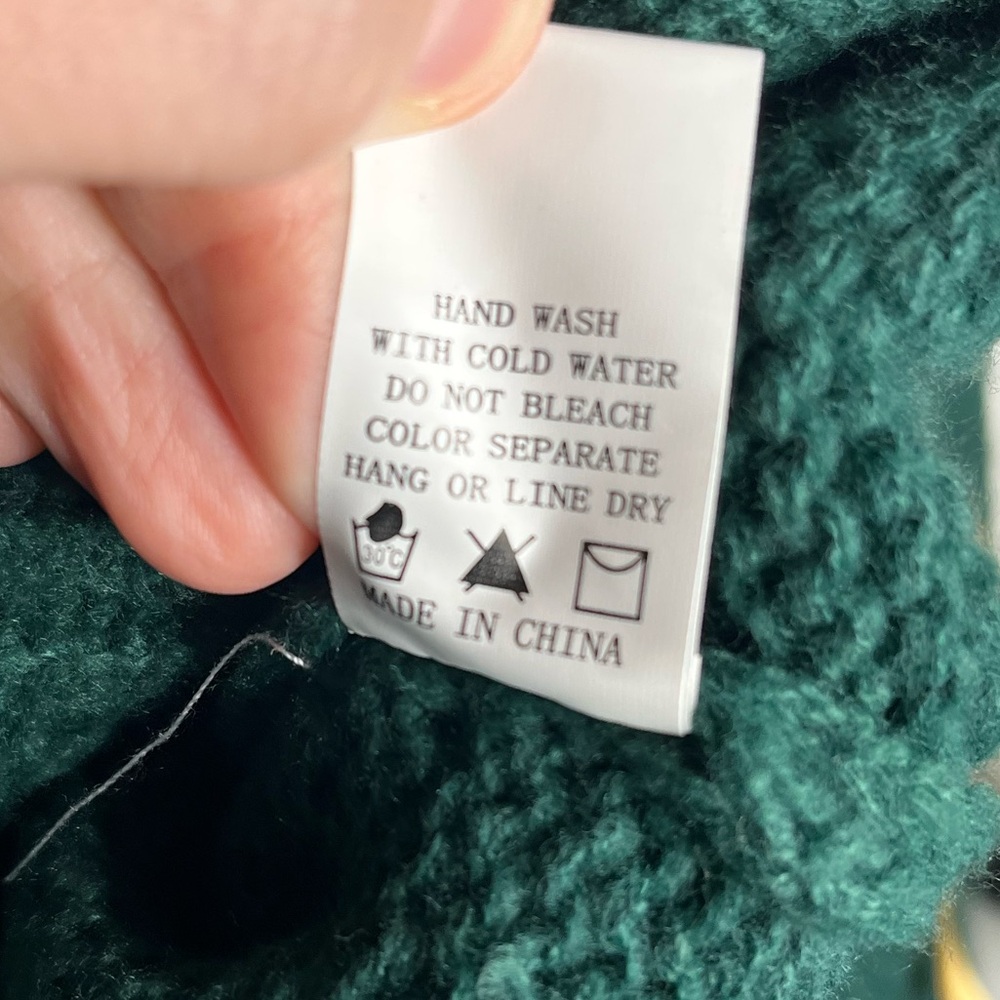 HAND WASH
WITH COLD WATER
DO NOT BLEACH
COLOR SEPARATE
HANG OR LINE DRY
30°C
MADE IN CHINA